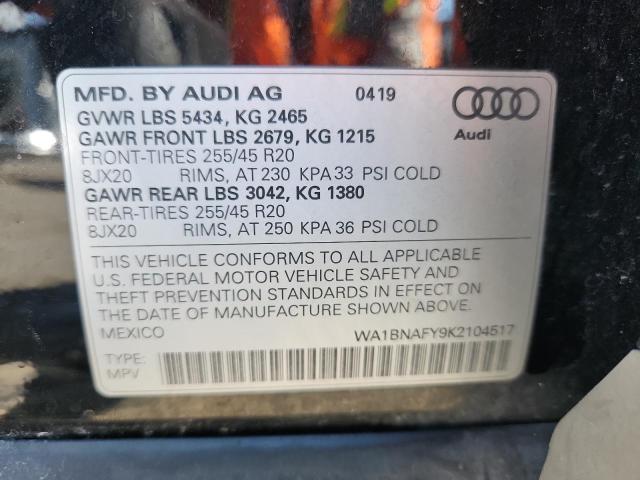 MFD. BY AUDI AG 0419
GVWR LBS 5434, KG 2465
GAWR FRONT LBS 2679, KG 1215
Audi
FRONT-TIRES 255/45 R20
8JX20 RIMS, AT 230 KPA 33 PSI COLD
GAWR REAR LBS 3042, KG 1380
REAR-TIRES 255/45 R20
8JX20 RIMS, AT 250 KPA 36 PSI COLD
THIS VEHICLE CONFORMS TO ALL APPLICABLE
U.S. FEDERAL MOTOR VEHICLE SAFETY AND
THEFT PREVENTION STANDARDS IN EFFECT ON
THE DATE OF MANUFACTURE SHOWN ABOVE.
MEXICO WA1BNAFY9K2104517
TYPE:
MPV